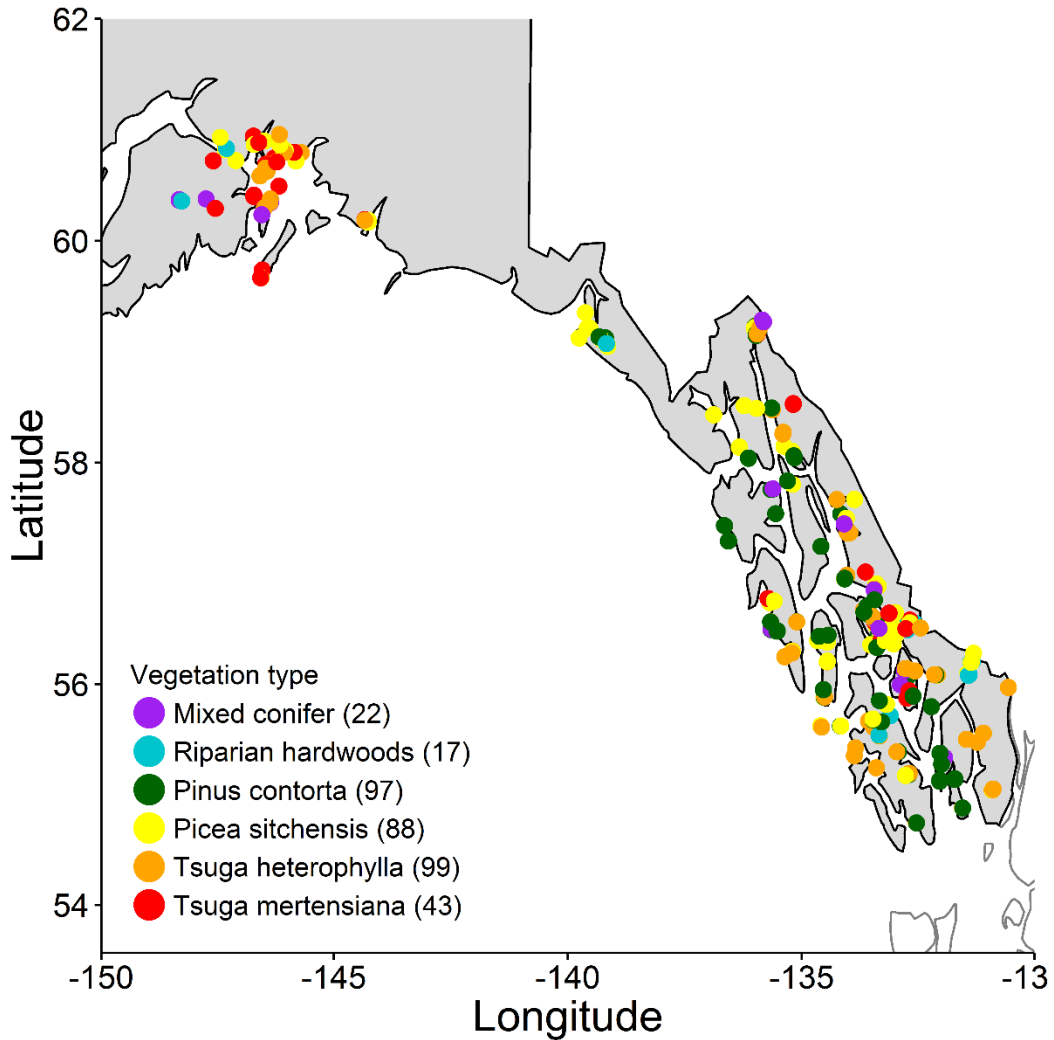 62
60
58
56
54
Latitude
Vegetation type
Mixed conifer (22)
Riparian hardwoods (17)
Pinus contorta (97)
Picea sitchensis (88)
Tsuga heterophylla (99)
Tsuga mertensiana (43)
-150
-145
-140
-135
-13
Longitude